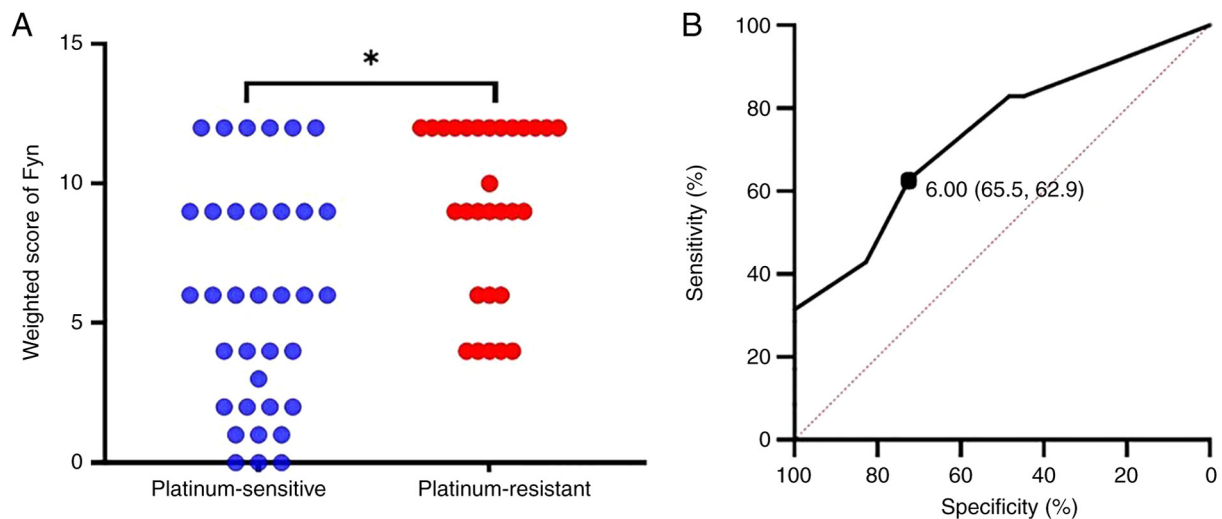 A
Weighted score of Fyn
15
10
5
0
*
Platinum-sensitive
Platinum-resistant
B
Sensitivity (%)
100
80
60
40
20
0
6.00 (65.5, 62.9)
100
80
60
40
20
0
Specificity (%)